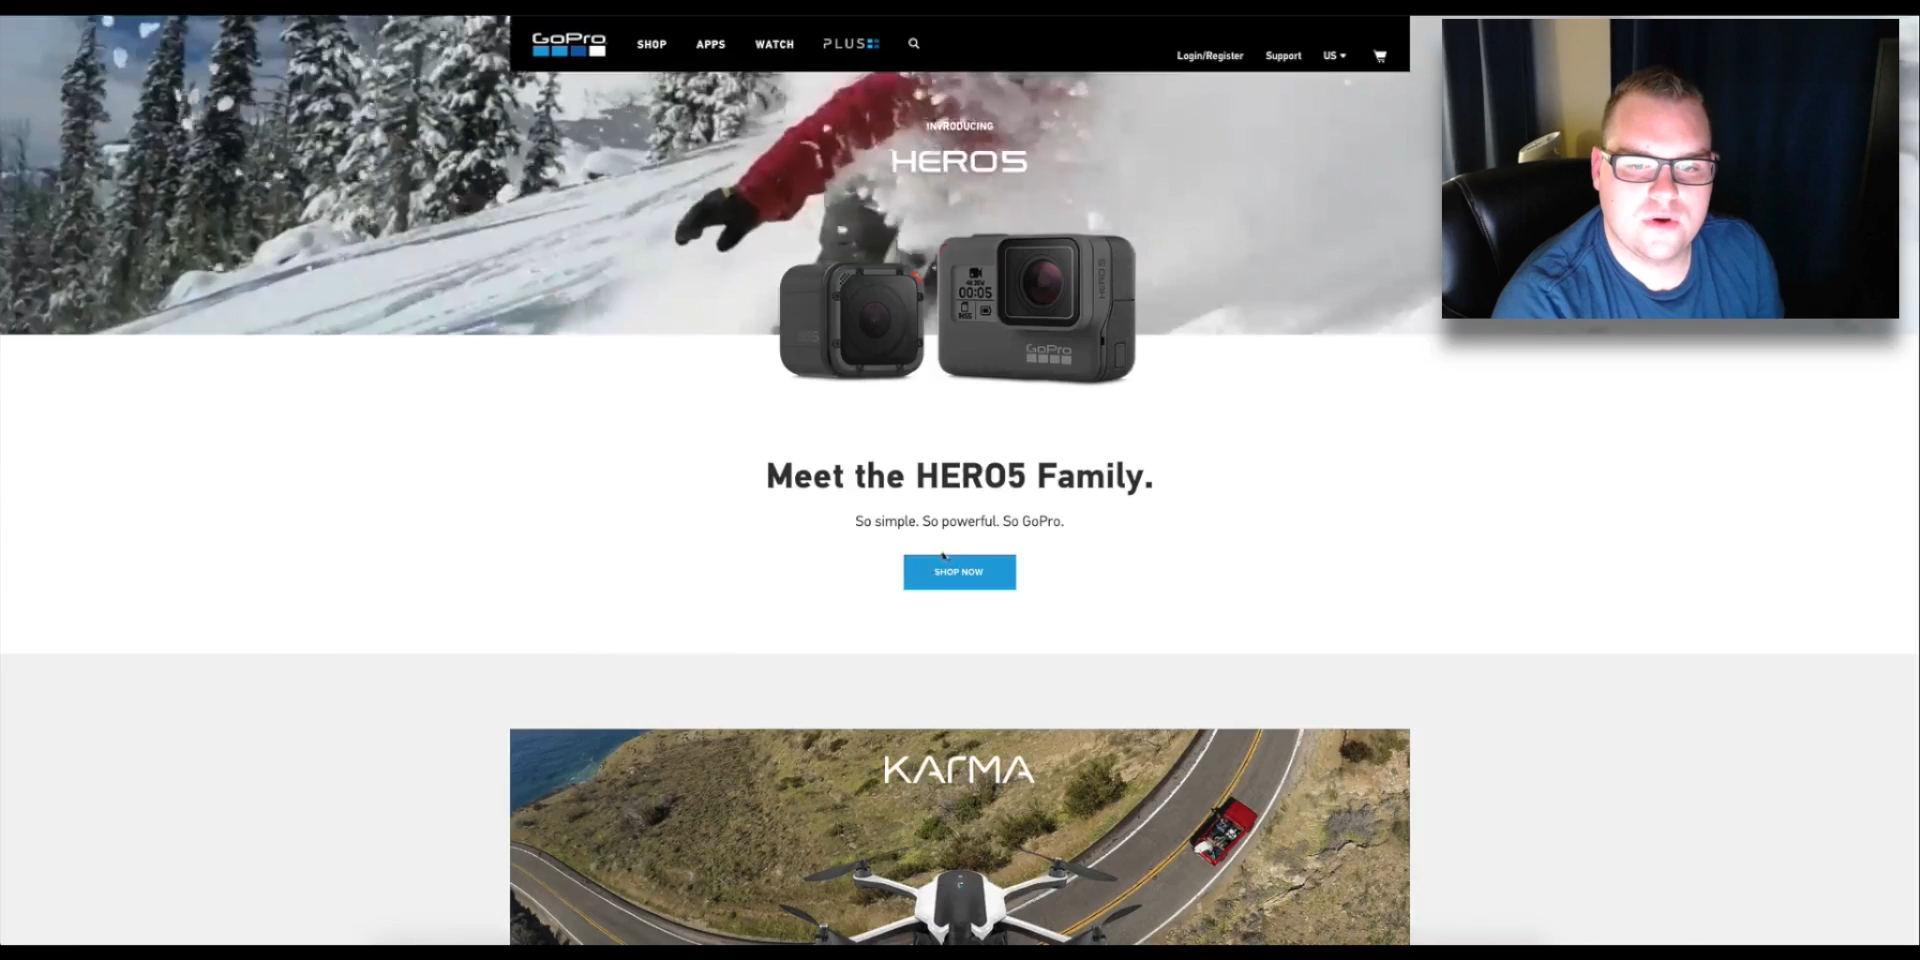 GoPro
SHOP APPS WATCH PLUS
Login/Register Support US
INTRODUCING
HERO5
00:05
HERO5
GoPro
Meet the HERO5 Family.
So simple. So powerful. So GoPro.
SHOP NOW
KARMA